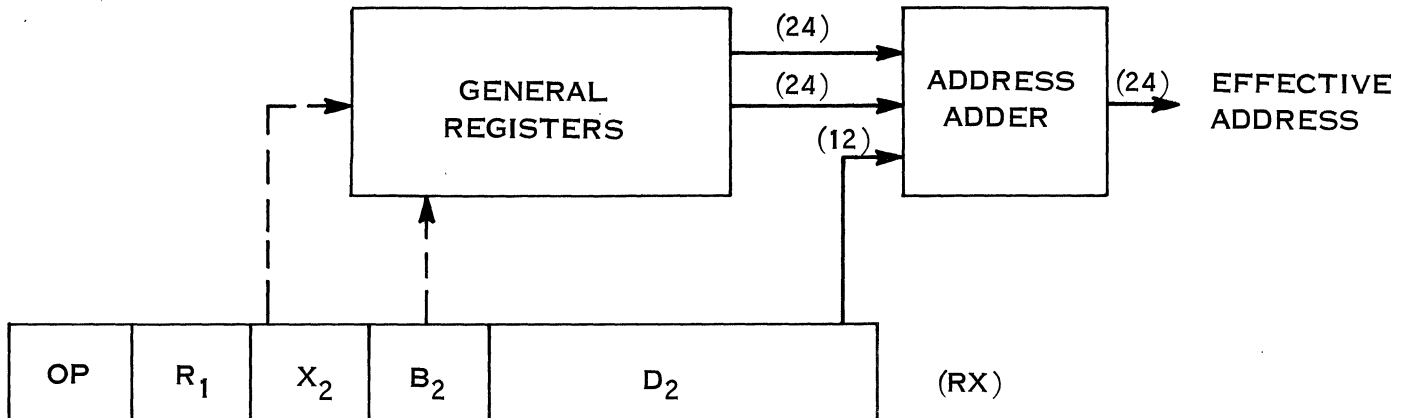 (24)
(24)
(12)
GENERAL
REGISTERS
ADDRESS
ADDER
(24)
EFFECTIVE
ADDRESS
OP R₁ X₂ B₂ D₂ (RX)